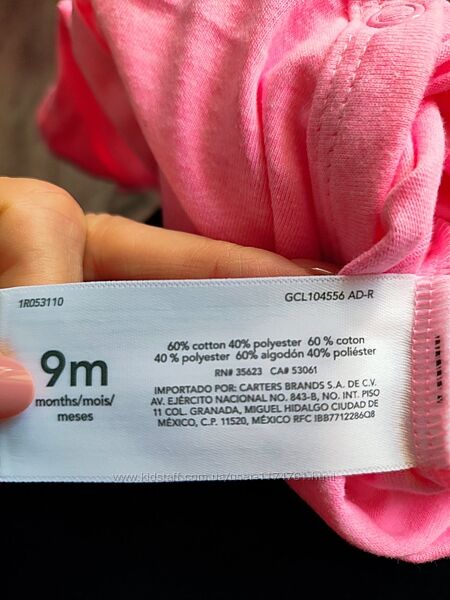 1R053110
GCL104556 AD-R
9m
months/mois/
meses
60% cotton 40% polyester 60 % coton
40 % polyester 60% algodón 40% poliéster
RN# 35623 CA# 53061
IMPORTADO POR: CARTERS BRANDS S.A. DE C.V.
AV. EJÉRCITO NACIONAL NO. 843-B, NO. INT. PISO
11 COL. GRANADA, MIGUEL HIDALGO CIUDAD DE
MÉXICO, C.P. 11520, MÉXICO RFC IBB7712286Q8